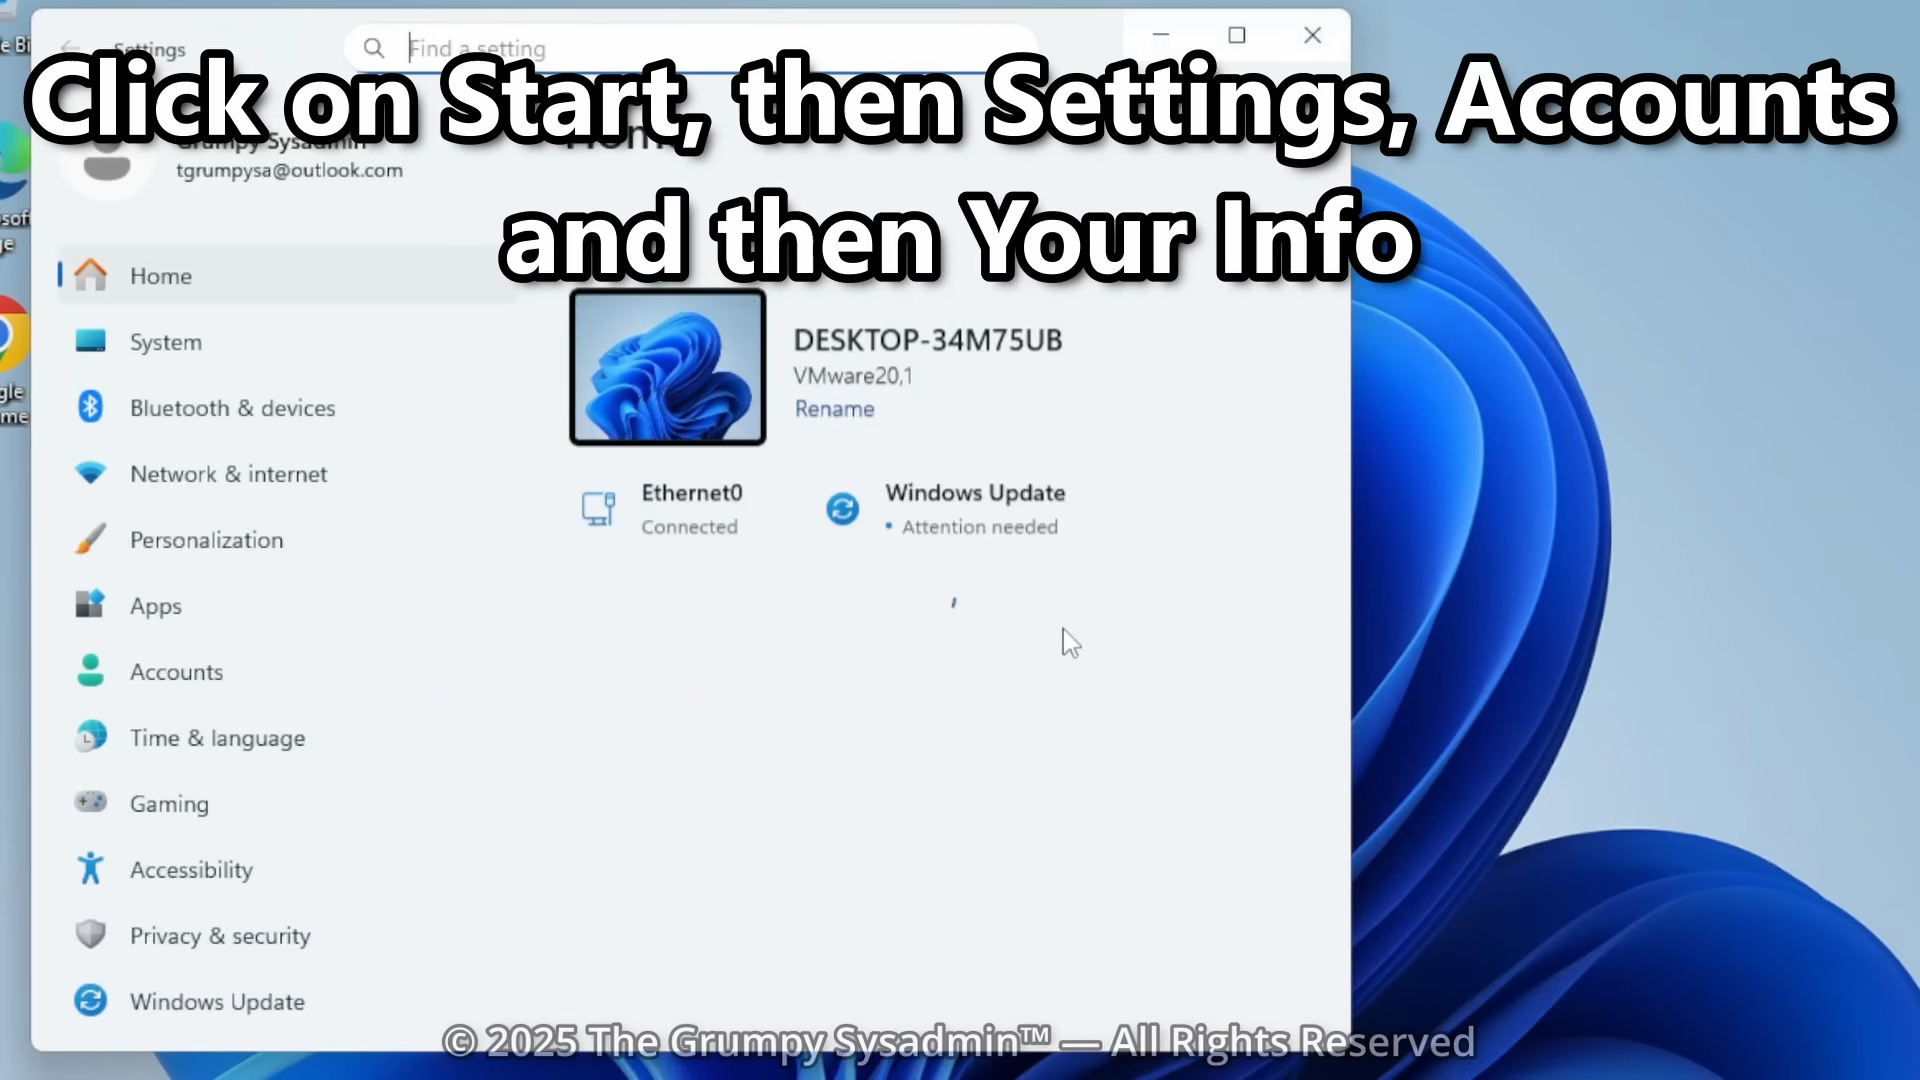 Settings
Find a setting
Click on Start, then Settings, Accounts
and then Your Info
Grumpy Sysadmin
tgrumpysa@outlook.com
Home
Home
System
Bluetooth & devices
Network & internet
Personalization
Apps
Accounts
Time & language
Gaming
Accessibility
Privacy & security
Windows Update
DESKTOP-34M75UB
VMware20,1
Rename
Ethernet0
Connected
Windows Update
• Attention needed
© 2025 The Grumpy Sysadmin™ — All Rights Reserved